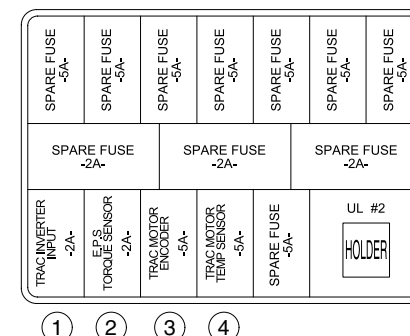 SPARE FUSE
-5A-
SPARE FUSE
-5A-
SPARE FUSE
-5A-
SPARE FUSE
-5A-
SPARE FUSE
-5A-
SPARE FUSE
-5A-
SPARE FUSE
-5A-
SPARE FUSE
-2A-
SPARE FUSE
-2A-
SPARE FUSE
-2A-
TRAC INVERTER
INPUT
-2A-
E.P.S
TORQUE SENSOR
-2A-
TRAC MOTOR
ENCODER
-5A-
TRAC MOTOR
TEMP SENSOR
-5A-
SPARE FUSE
-5A-
UL #2
HOLDER
1
2
3
4